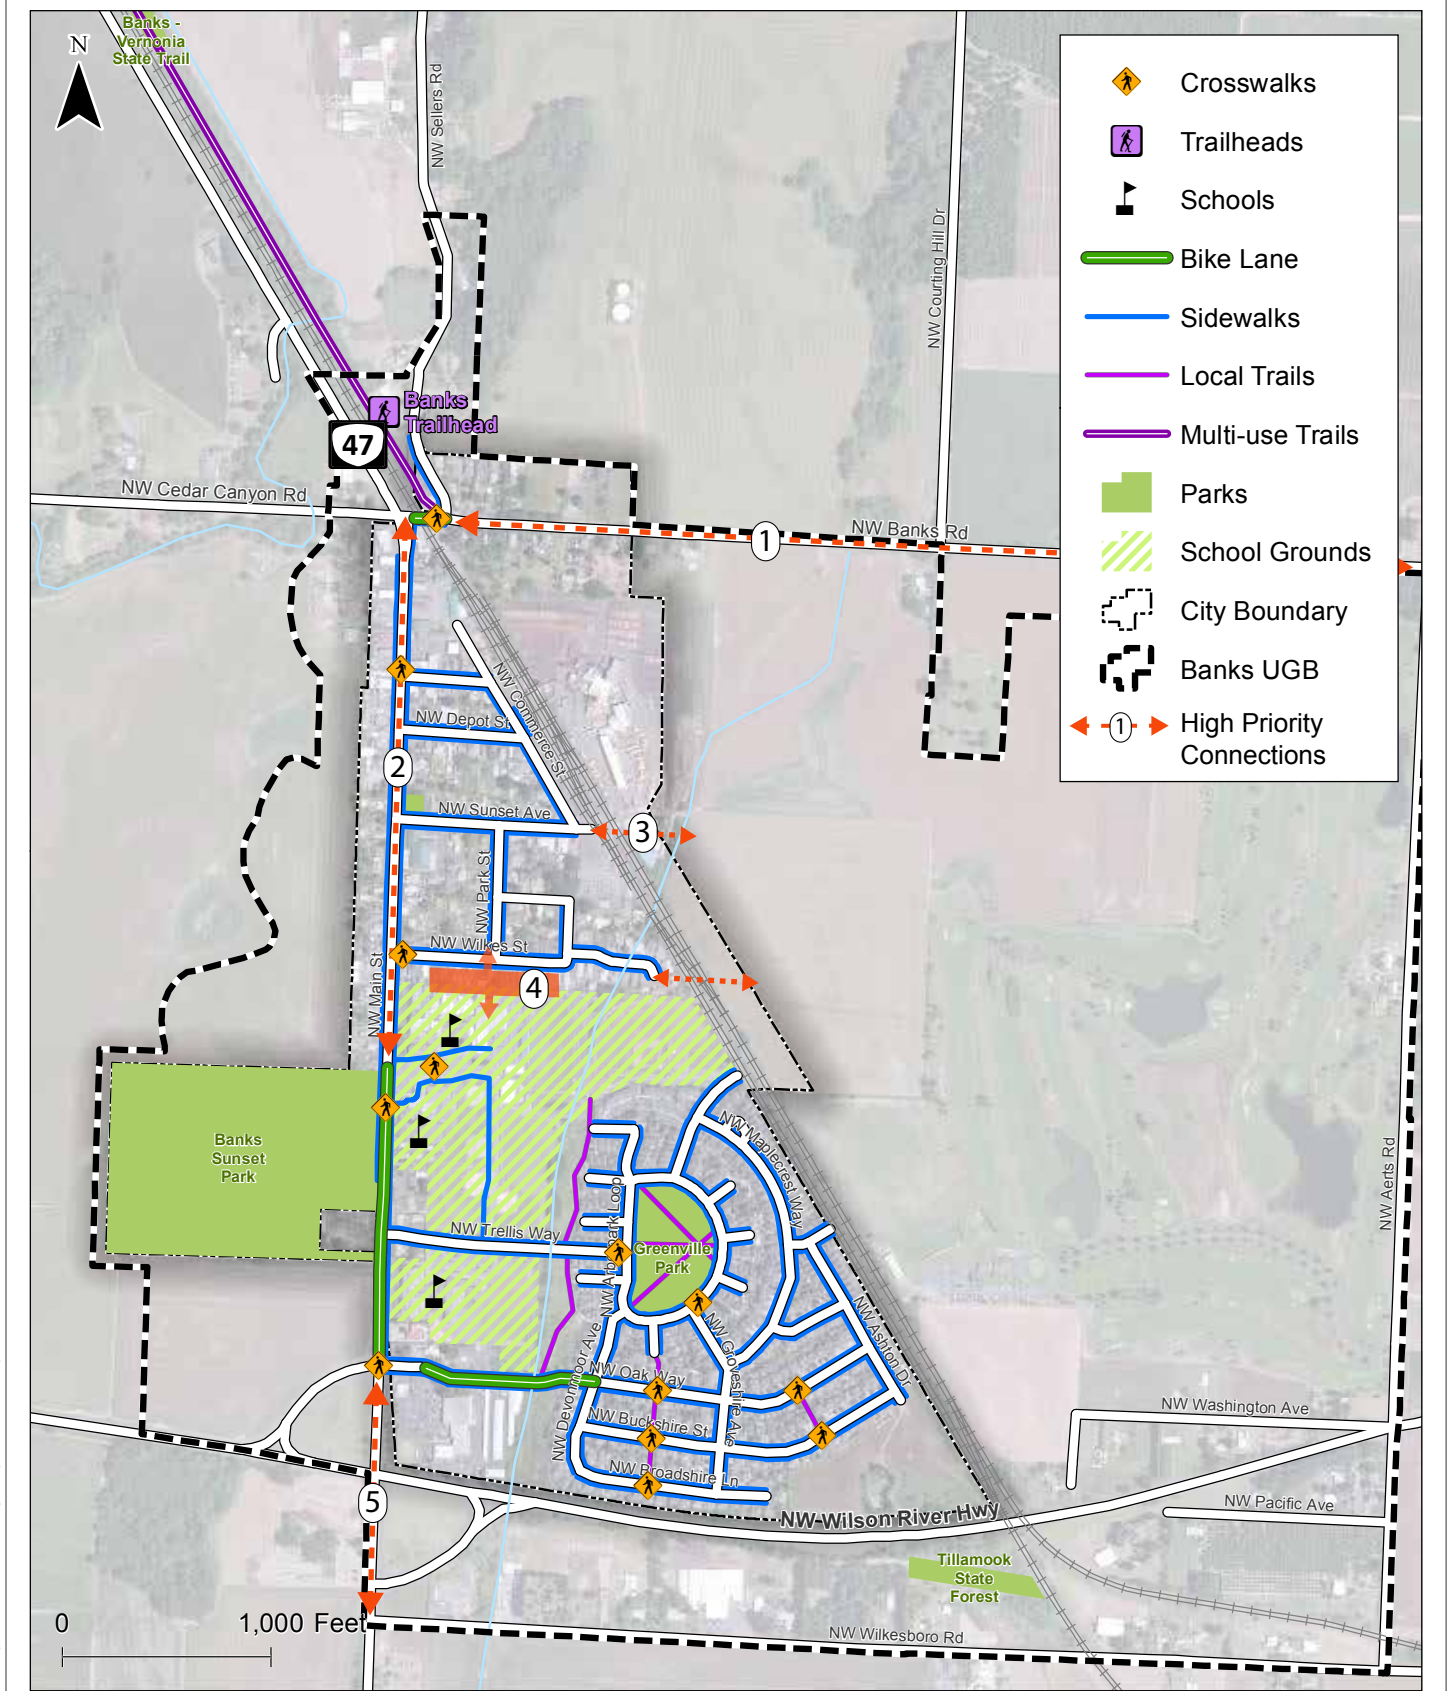 Banks -
Vernonia
State Trail
N
NW Sellers Rd
NW Courting Hill Dr
Crosswalks
Trailheads
Schools
Bike Lane
Sidewalks
Local Trails
Multi-use Trails
Parks
School Grounds
City Boundary
Banks UGB
1
High Priority
Connections
Banks
Trailhead
47
NW Cedar Canyon Rd
NW Banks Rd
1
NW Commerce St
NW Depot St
2
NW Sunset Ave
3
NW Park St
NW Wilkes St
NW Main St
4
NW Maplecrest Way
Banks
Sunset
Park
NW Aerts Rd
NW Trellis Way
NW Arbor Park Loop
Greenville
Park
NW Ashton Dr
NW Groveshire Ave
NW Devonmoor Ave
NW Oak Way
NW Buckshire St
NW Broadshire Ln
NW Washington Ave
NW Pacific Ave
5
NW Wilson River Hwy
Tillamook
State
Forest
0 1,000 Feet
NW Wilkesboro Rd